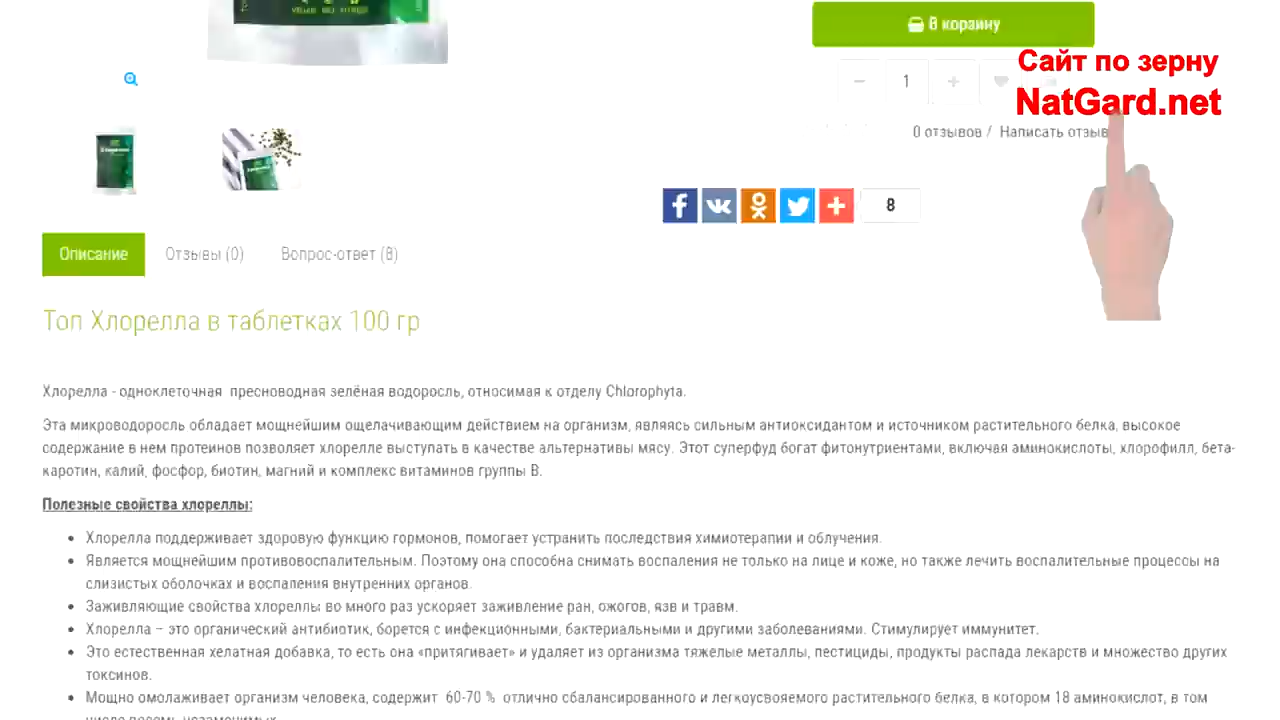 В корзину
Сайт по зерну
1
NatGard.net
0 отзывов / Написать отзыв
8
Описание
Отзывы (0)
Вопрос-ответ (8)
Топ Хлорелла в таблетках 100 гр
Хлорелла - одноклеточная пресноводная зелёная водоросль, относимая к отделу Chlorophyta.
Эта микроводоросль обладает мощнейшим ощелачивающим действием на организм, являясь сильным антиоксидантом и источником растительного белка, высокое
содержание в нем протеинов позволяет хлорелле выступать в качестве альтернативы мясу. Этот суперфуд богат фитонутриентами, включая аминокислоты, хлорофилл, бета-
каротин, калий, фосфор, биотин, магний и комплекс витаминов группы B.
Полезные свойства хлореллы:
Хлорелла поддерживает здоровую функцию гормонов, помогает устранить последствия химиотерапии и облучения.
Является мощнейшим противовоспалительным. Поэтому она способна снимать воспаления не только на лице и коже, но также лечить воспалительные процессы на
слизистых оболочках и воспаления внутренних органов.
Заживляющие свойства хлореллы во много раз ускоряет заживление ран, ожогов, язв и травм.
Хлорелла – это органический антибиотик, борется с инфекционными, бактериальными и другими заболеваниями. Стимулирует иммунитет.
Это естественная хелатная добавка, то есть она «притягивает» и удаляет из организма тяжелые металлы, пестициды, продукты распада лекарств и множество других
токсинов.
Мощно омолаживает организм человека, содержит 60-70 % отлично сбалансированного и легкоусвояемого растительного белка, в котором 18 аминокислот, в том